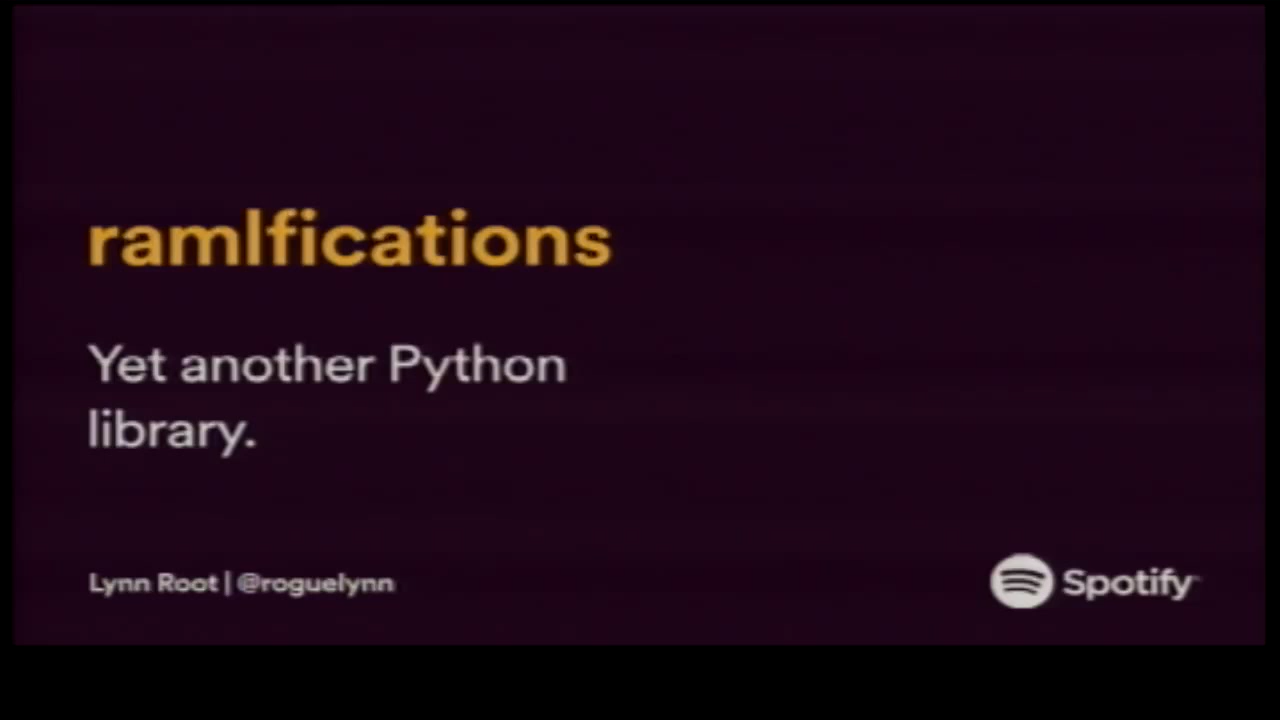 ramlfications
Yet another Python
library.
Lynn Root | @roguelynn
Spotify